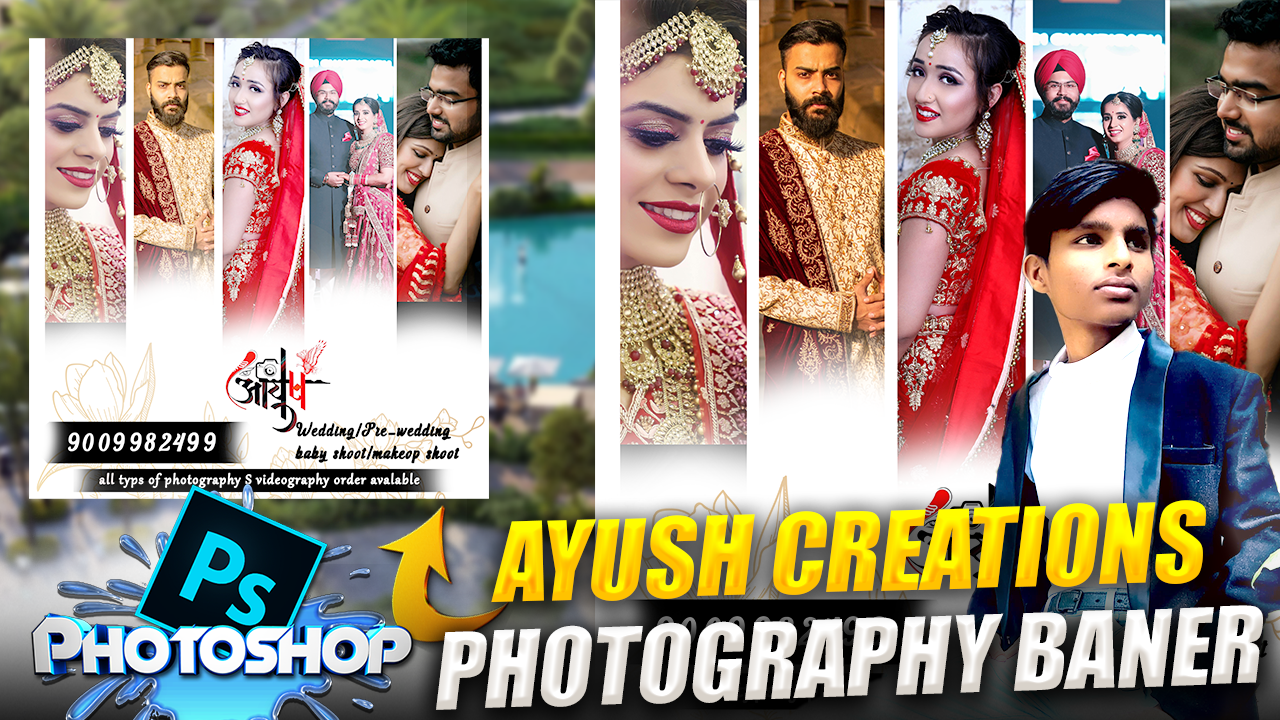 आयुष
9009982499
Wedding/Pre-wedding
baby shoot/makeop shoot
all typs of photography S videography order avalable
Ps
PHOTOSHOP
AYUSH CREATIONS
PHOTOGRAPHY BANER